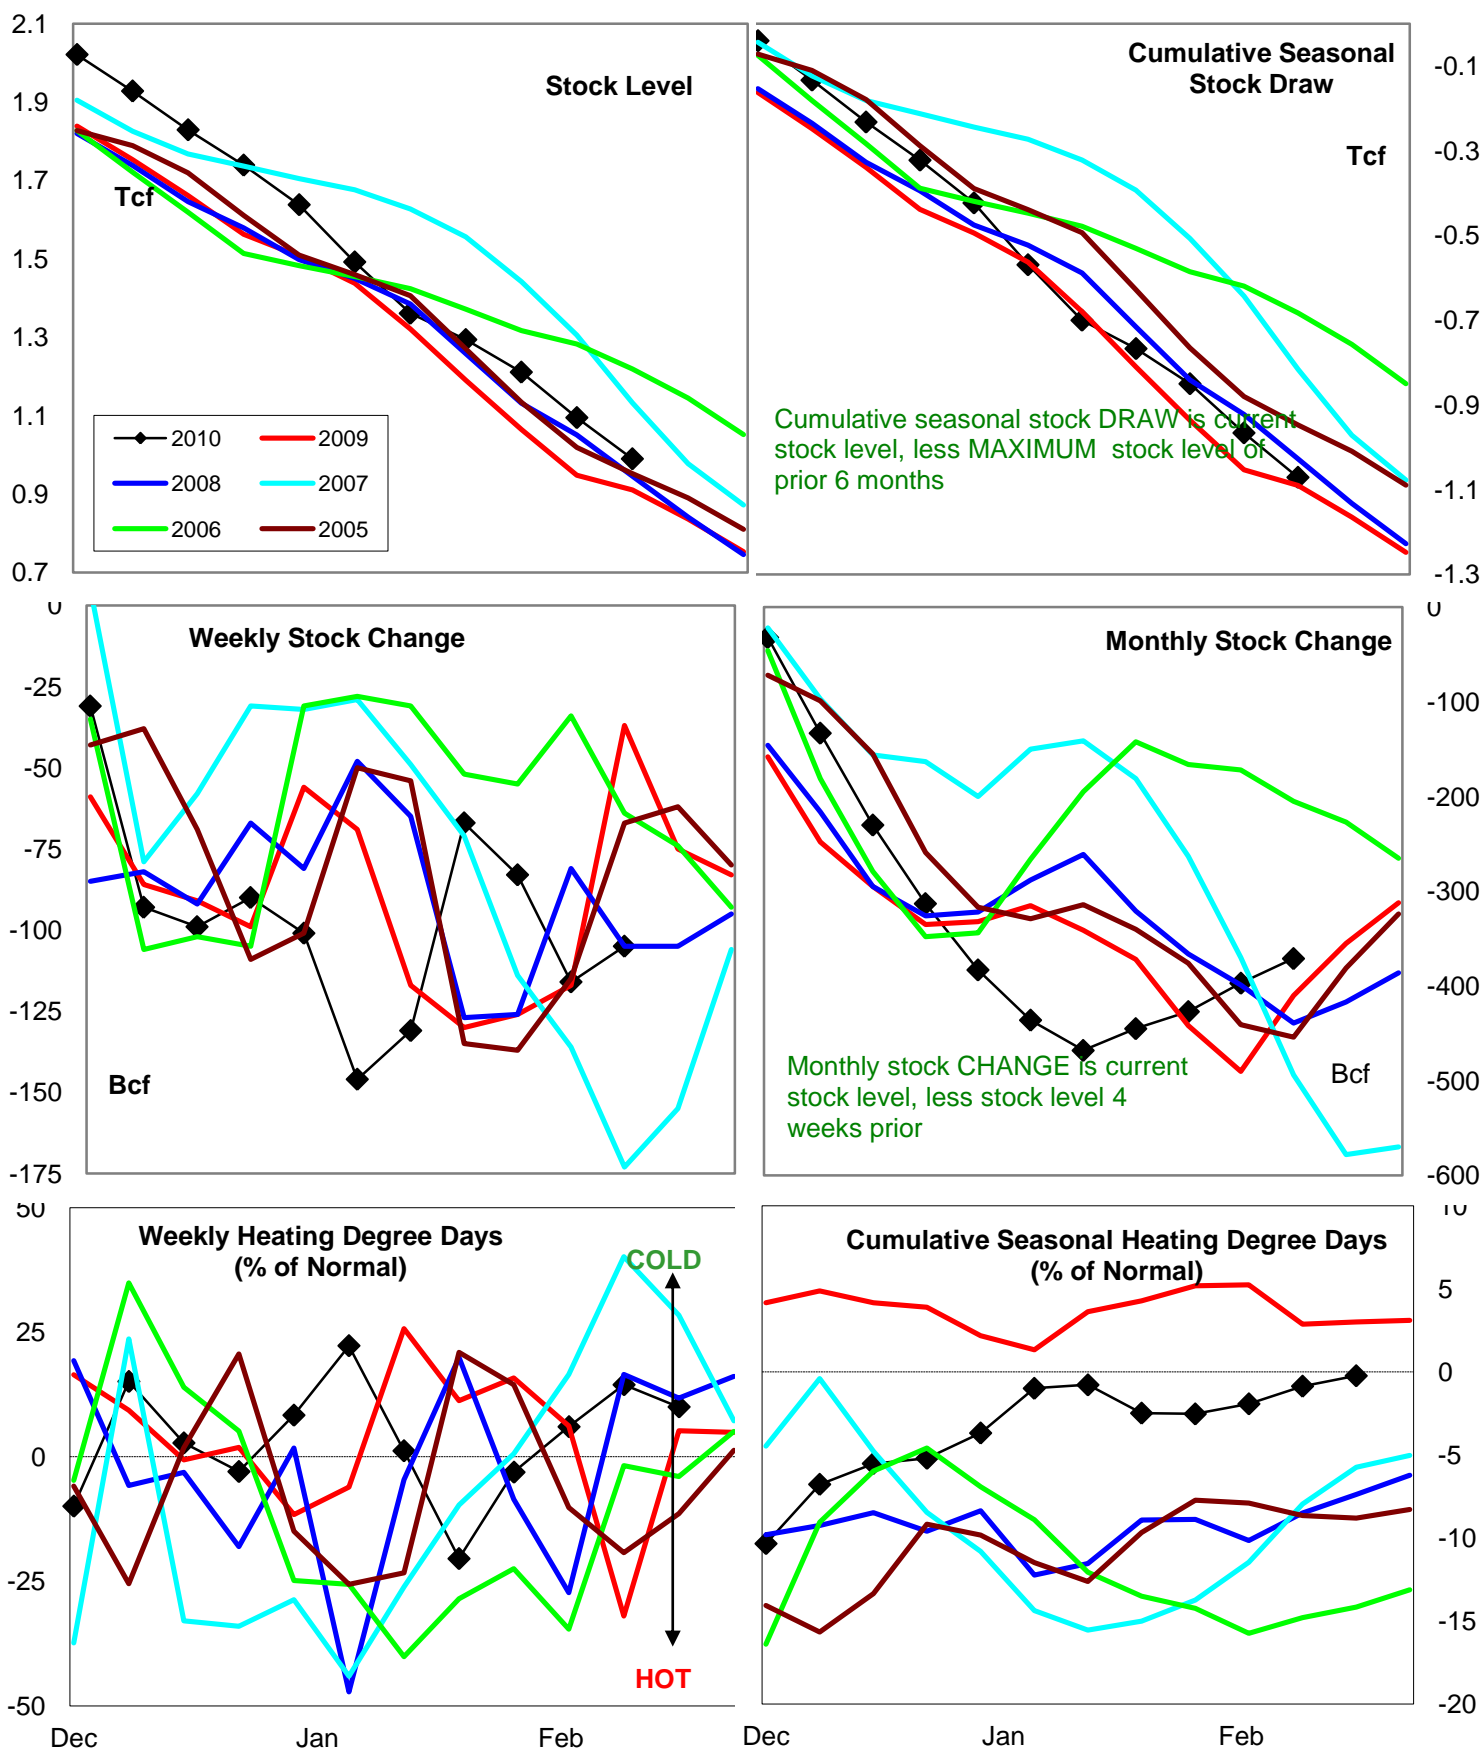 2.1
1.9
1.7
1.5
1.3
1.1
0.9
0.7
Stock Level
Tcf
2010
2009
2008
2007
2006
2005
Cumulative Seasonal
Stock Draw
Tcf
Cumulative seasonal stock DRAW is current
stock level, less MAXIMUM stock level of
prior 6 months
-0.1
-0.3
-0.5
-0.7
-0.9
-1.1
-1.3
0
-25
-50
-75
-100
-125
-150
-175
Weekly Stock Change
Bcf
Monthly Stock Change
Monthly stock CHANGE is current
stock level, less stock level 4
weeks prior
Bcf
0
-100
-200
-300
-400
-500
-600
50
25
0
-25
-50
Weekly Heating Degree Days
(% of Normal)
COLD
HOT
Dec
Jan
Feb
Cumulative Seasonal Heating Degree Days
(% of Normal)
10
5
0
-5
-10
-15
-20
Dec
Jan
Feb